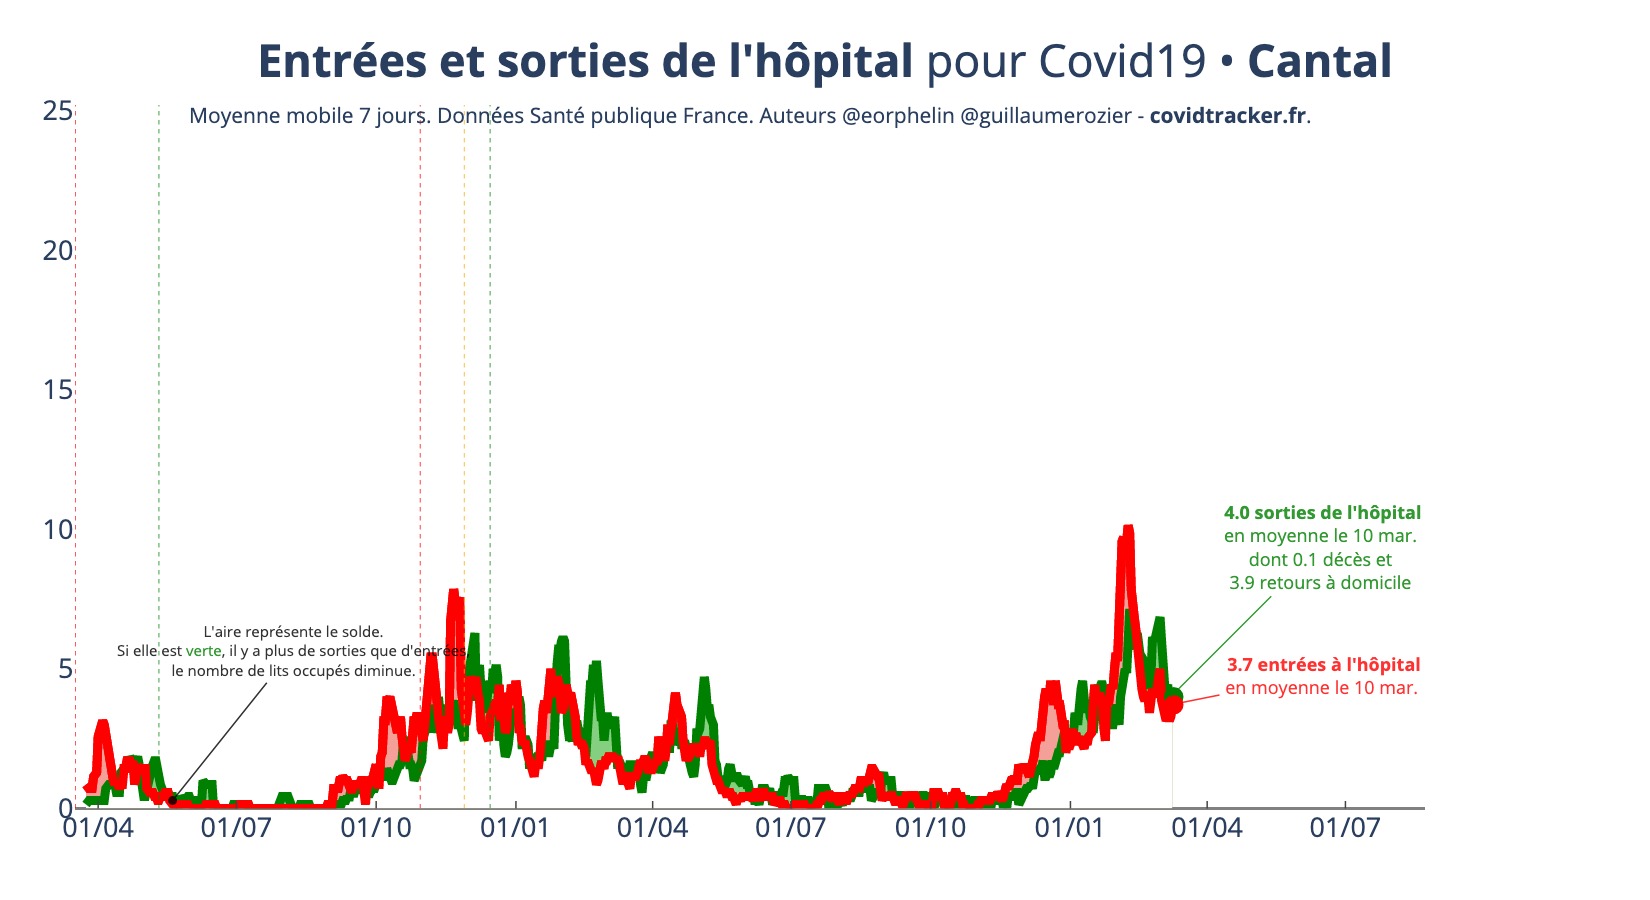 Entrées et sorties de l'hôpital pour Covid19 • Cantal
Moyenne mobile 7 jours. Données Santé publique France. Auteurs @eorphelin @guillaumerozier - covidtracker.fr.
25
20
15
10
5
0
4.0 sorties de l'hôpital
en moyenne le 10 mar.
dont 0.1 décès et
3.9 retours à domicile
L'aire représente le solde.
Si elle est verte, il y a plus de sorties que d'entrées,
le nombre de lits occupés diminue.
3.7 entrées à l'hôpital
en moyenne le 10 mar.
01/04 01/07 01/10 01/01 01/04 01/07 01/10 01/01 01/04 01/07